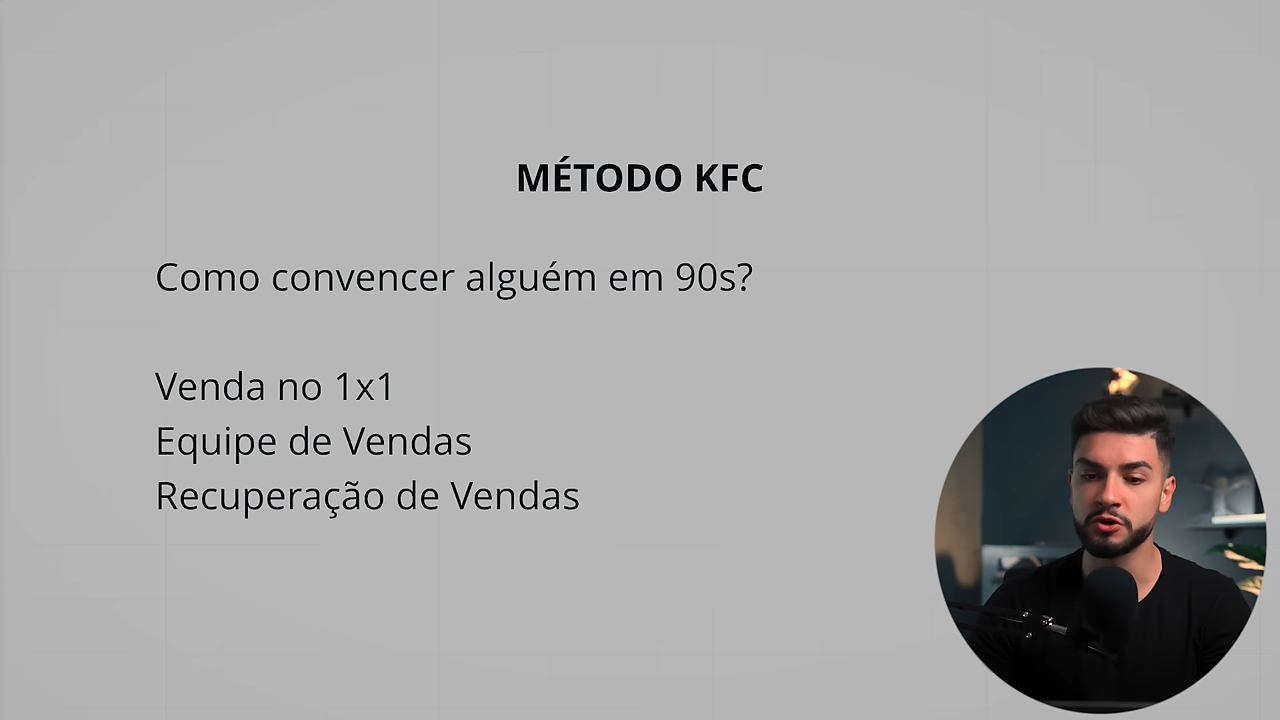 MÉTODO KFC
Como convencer alguém em 90s?
Venda no 1x1
Equipe de Vendas
Recuperação de Vendas